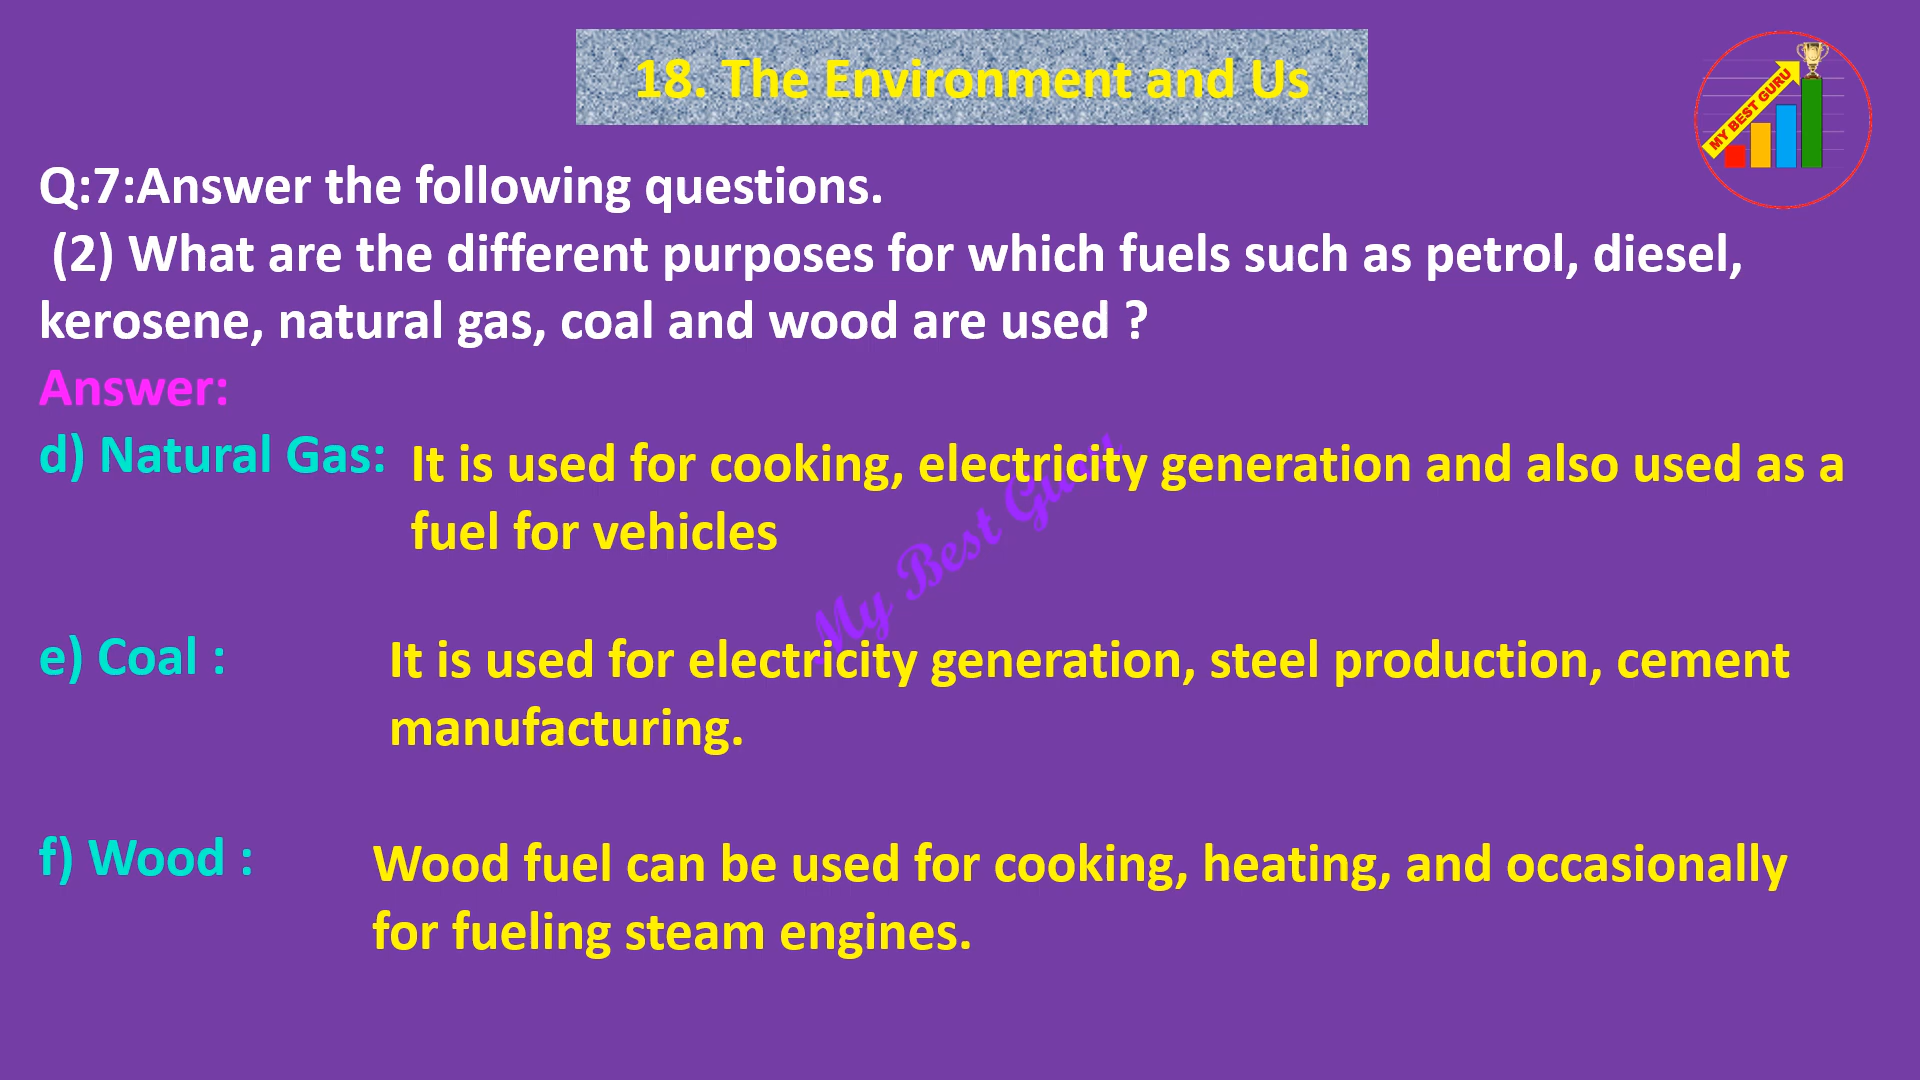 18. The Environment and Us
MY BEST GURU
Q:7:Answer the following questions.
(2) What are the different purposes for which fuels such as petrol, diesel,
kerosene, natural gas, coal and wood are used ?
Answer:
d) Natural Gas: It is used for cooking, electricity generation and also used as a
fuel for vehicles
My Best Guru
e) Coal : It is used for electricity generation, steel production, cement
manufacturing.
f) Wood : Wood fuel can be used for cooking, heating, and occasionally
for fueling steam engines.